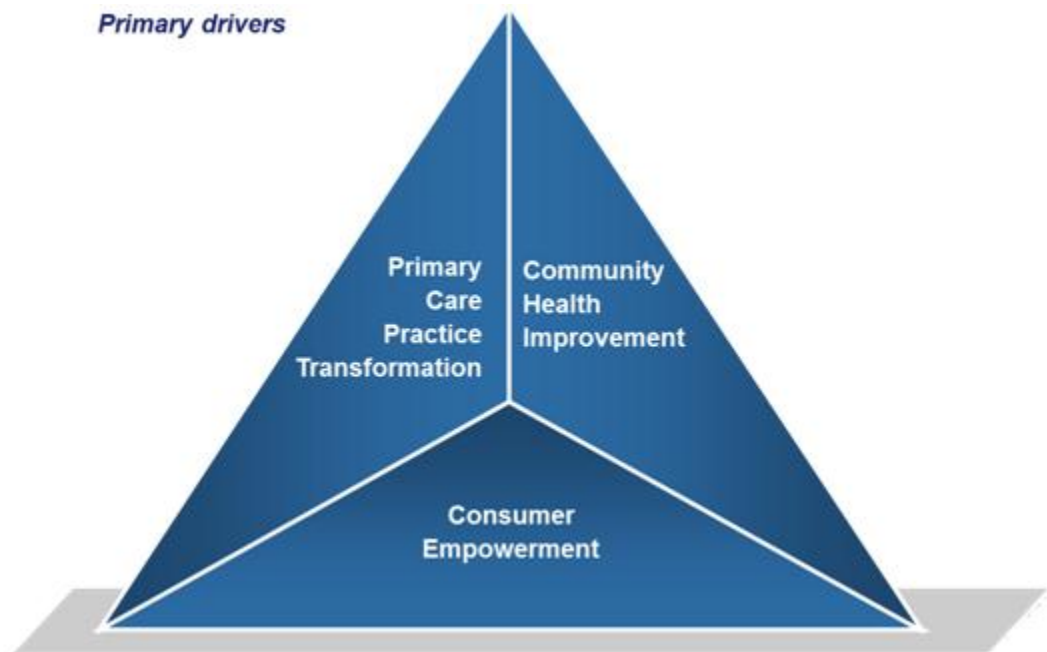 Primary drivers
Primary
Care
Practice
Transformation
Community
Health
Improvement
Consumer
Empowerment